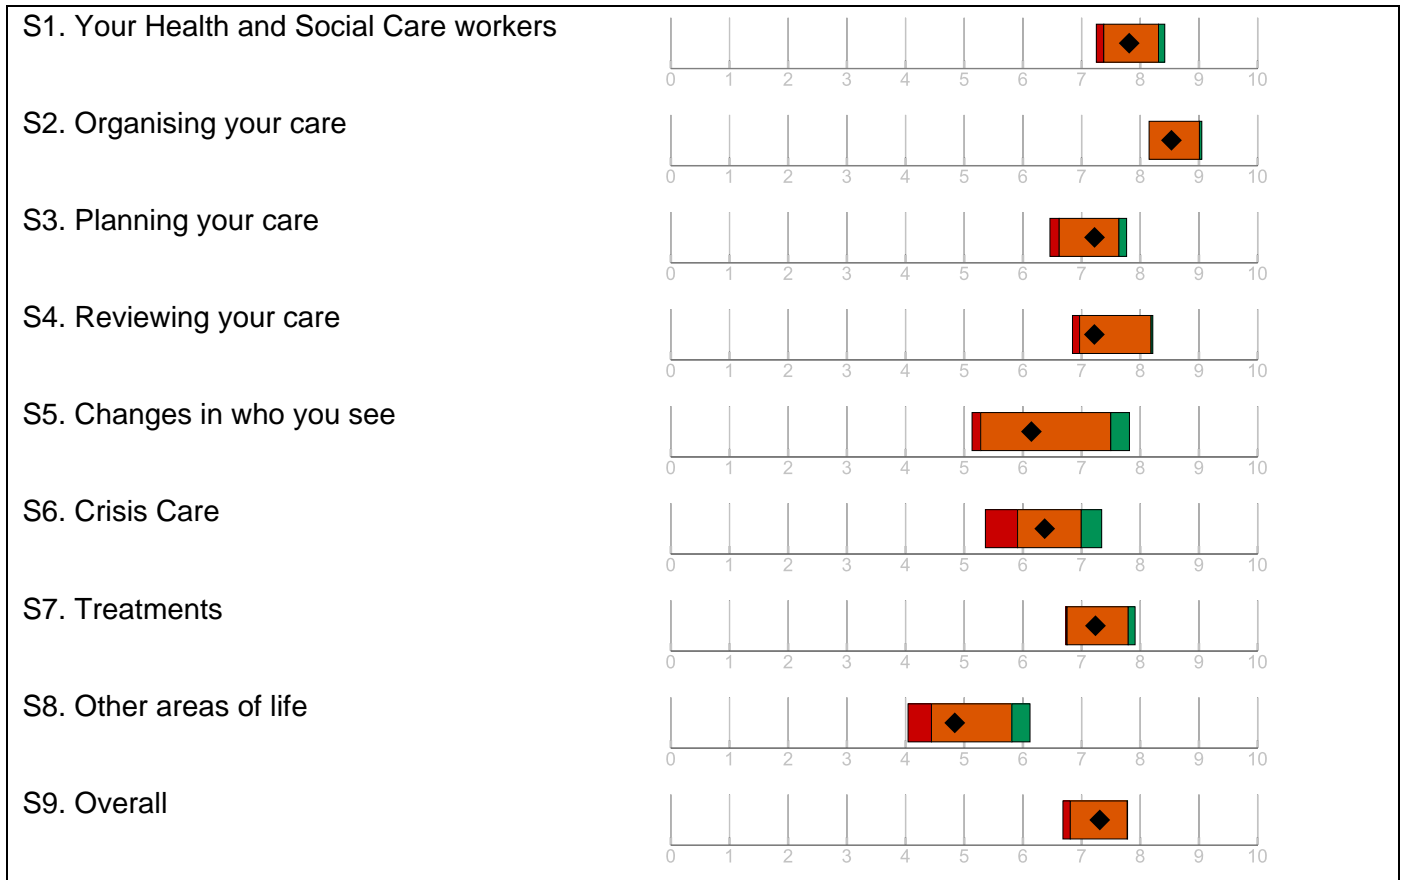 S1. Your Health and Social Care workers
0 1 2 3 4 5 6 7 8 9 10
S2. Organising your care
0 1 2 3 4 5 6 7 8 9 10
S3. Planning your care
0 1 2 3 4 5 6 7 8 9 10
S4. Reviewing your care
0 1 2 3 4 5 6 7 8 9 10
S5. Changes in who you see
0 1 2 3 4 5 6 7 8 9 10
S6. Crisis Care
0 1 2 3 4 5 6 7 8 9 10
S7. Treatments
0 1 2 3 4 5 6 7 8 9 10
S8. Other areas of life
0 1 2 3 4 5 6 7 8 9 10
S9. Overall
0 1 2 3 4 5 6 7 8 9 10